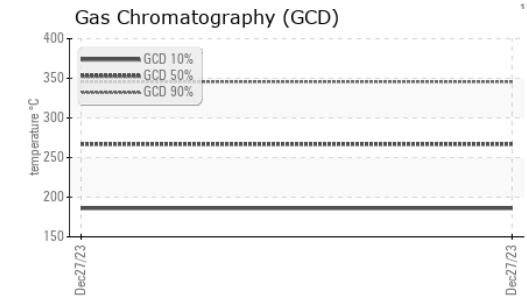 Gas Chromatography (GCD)
400
350
300
250
200
150
temperature °C
GCD 10%
GCD 50%
GCD 90%
Dec27/23
Dec27/23